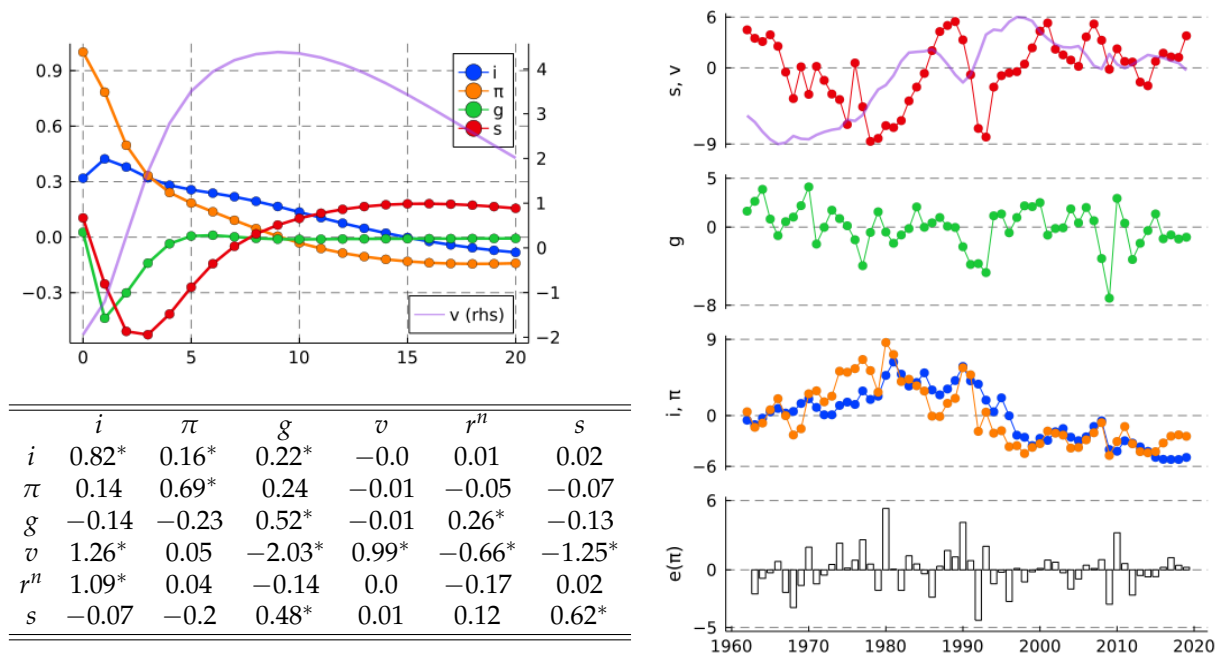 0.9
0.6
0.3
0.0
−0.3
4
3
2
1
0
−1
−2
i
π
g
s
v (rhs)
0 5 10 15 20
i π g v rⁿ s
i 0.82* 0.16* 0.22* −0.0 0.01 0.02
π 0.14 0.69* 0.24 −0.01 −0.05 −0.07
g −0.14 −0.23 0.52* −0.01 0.26* −0.13
v 1.26* 0.05 −2.03* 0.99* −0.66* −1.25*
rⁿ 1.09* 0.04 −0.14 0.0 −0.17 0.02
s −0.07 −0.2 0.48* 0.01 0.12 0.62*
6
s, v
0
−9
5
g
0
−8
9
i, π
0
−6
6
e(π)
0
−5
1960 1970 1980 1990 2000 2010 2020